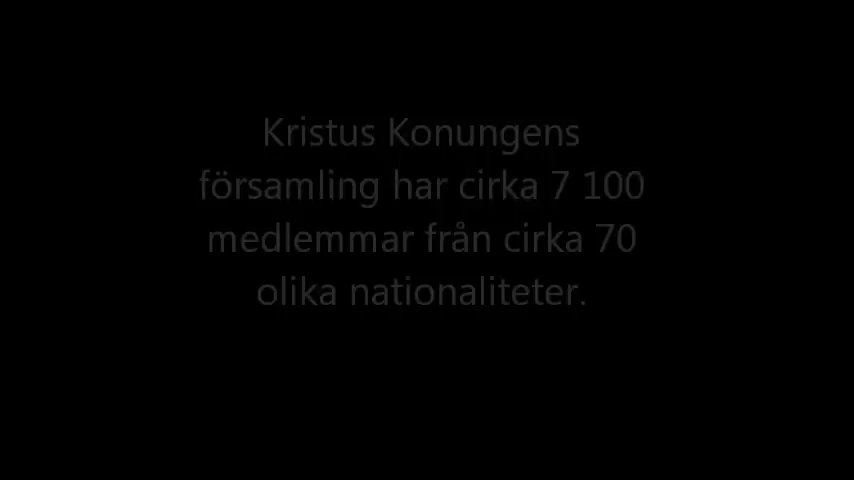 Kristus Konungens
församling har cirka 7 100
medlemmar från cirka 70
olika nationaliteter.